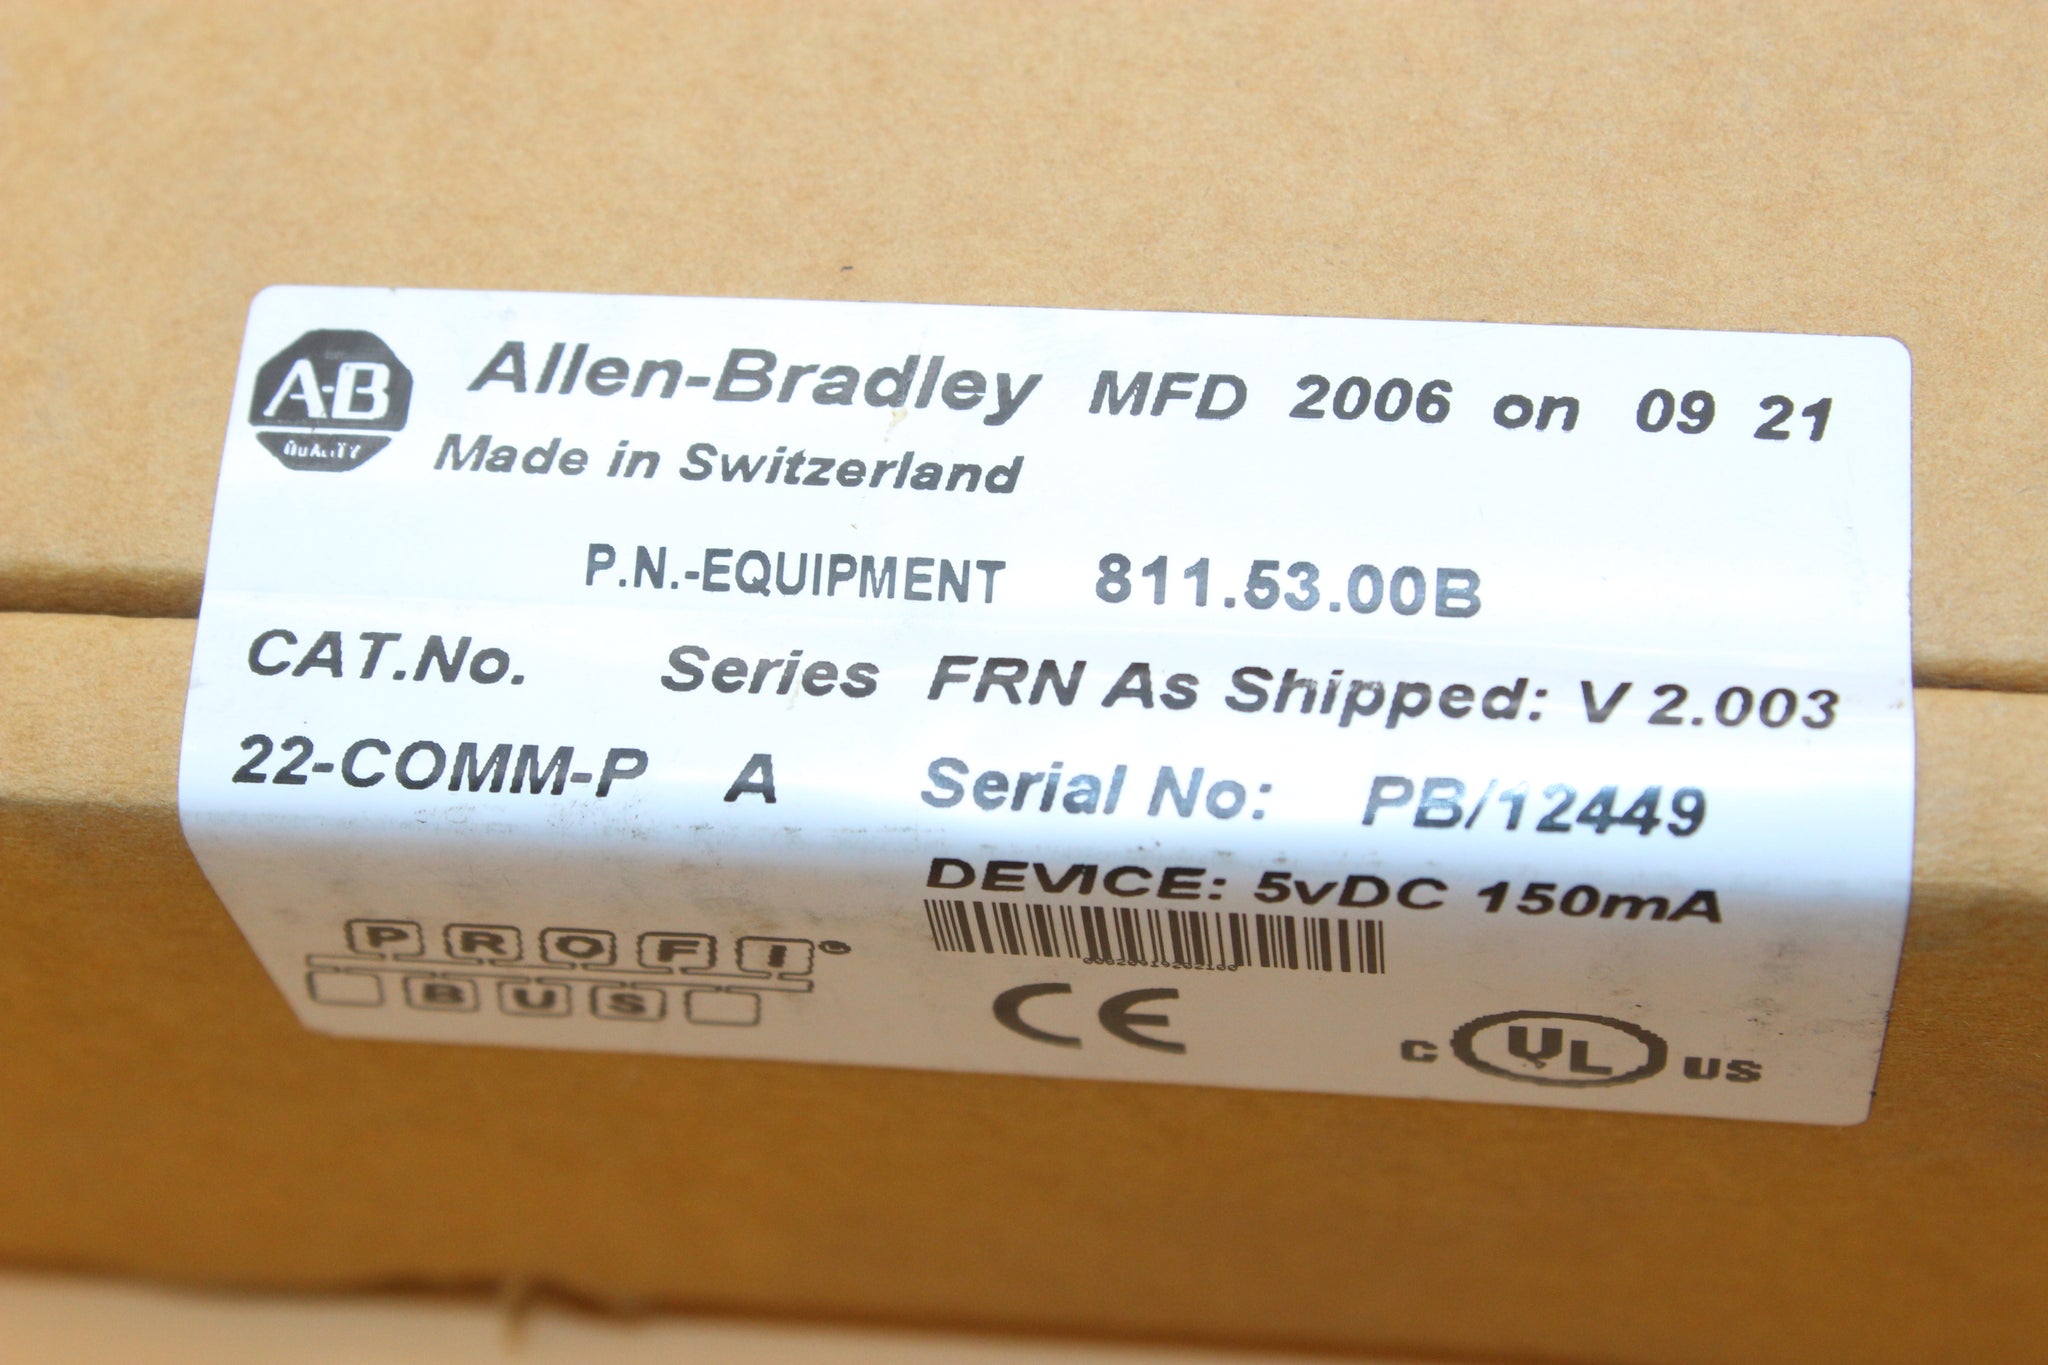 A-B
QUALITY
Allen-Bradley MFD 2006 on 09 21
Made in Switzerland
P.N.-EQUIPMENT 811.53.00B
CAT.No. Series FRN As Shipped: V 2.003
22-COMM-P A Serial No: PB/12449
DEVICE: 5vDC 150mA
PROFI
BUS
CE
C UL US